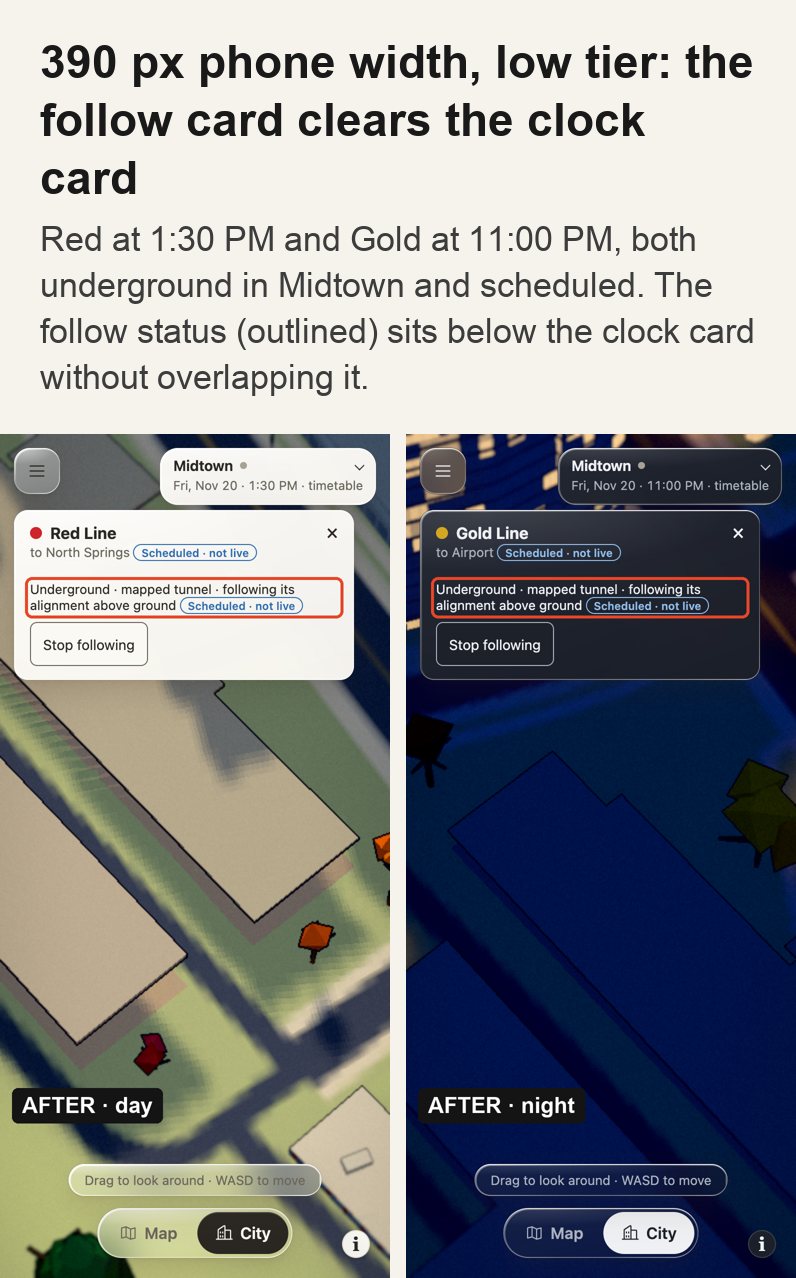 390 px phone width, low tier: the
follow card clears the clock
card
Red at 1:30 PM and Gold at 11:00 PM, both
underground in Midtown and scheduled. The
follow status (outlined) sits below the clock card
without overlapping it.
Midtown
Fri, Nov 20 · 1:30 PM · timetable
Red Line
to North Springs Scheduled · not live
Underground · mapped tunnel · following its
alignment above ground Scheduled · not live
Stop following
AFTER · day
Drag to look around · WASD to move
Map City
i
Midtown
Fri, Nov 20 · 11:00 PM · timetable
Gold Line
to Airport Scheduled · not live
Underground · mapped tunnel · following its
alignment above ground Scheduled · not live
Stop following
AFTER · night
Drag to look around · WASD to move
Map City
i